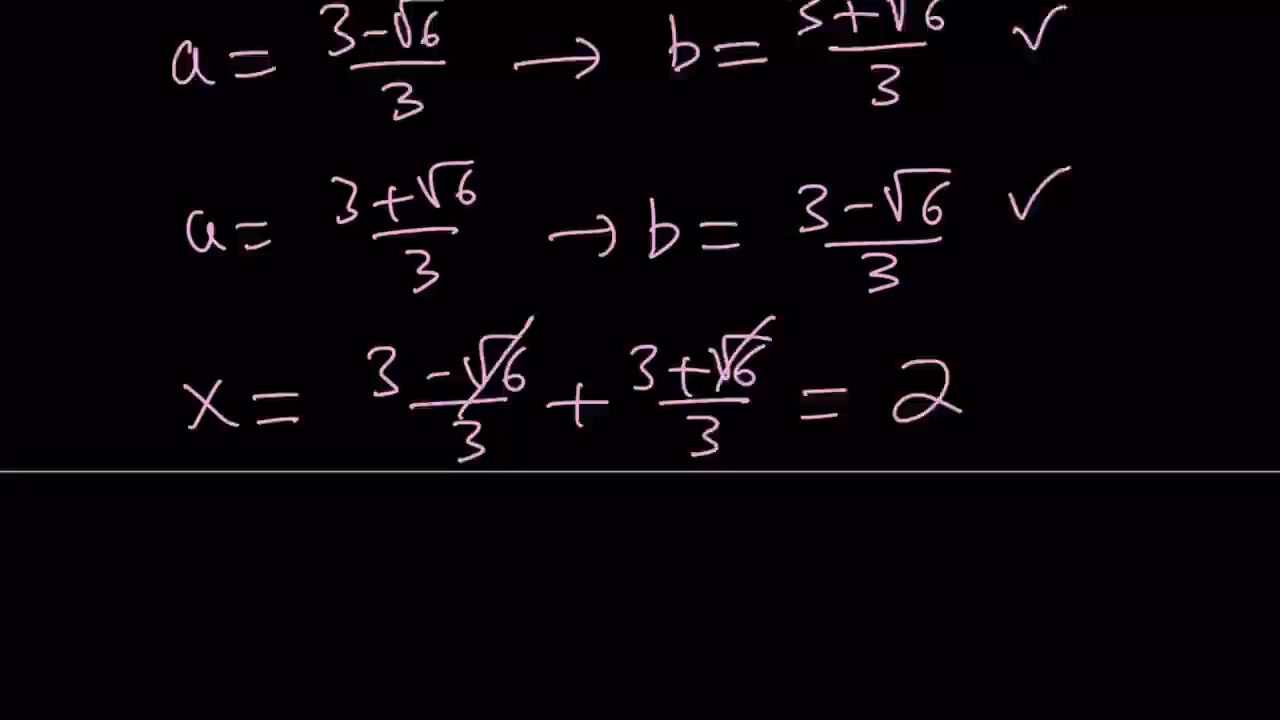 a = (3-√6)/3 → b = (3+√6)/3 ✓
a = (3+√6)/3 → b = (3-√6)/3 ✓
x = (3-√6)/3 + (3+√6)/3 = 2